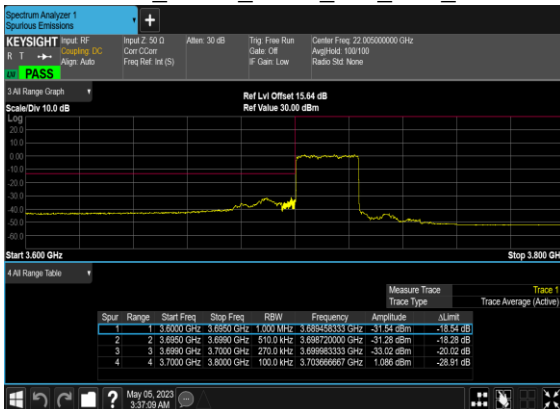 Spectrum Analyzer 1
Spurious Emissions
KEYSIGHT
R T
LXI
PASS
Input: RF
Coupling: DC
Align: Auto
Input Z: 50 Ω
Corr CCorr
Freq Ref: Int (S)
Atten: 30 dB
Trig: Free Run
Gate: Off
IF Gain: Low
Center Freq: 22.005000000 GHz
Avg|Hold: 100/100
Radio Std: None
3 All Range Graph
Scale/Div 10.0 dB
Ref Lvl Offset 15.64 dB
Ref Value 30.00 dBm
Log
20.0
10.0
0.00
-10.0
-20.0
-30.0
-40.0
-50.0
-60.0
Start 3.600 GHz
Stop 3.800 GH
4 All Range Table
Measure Trace Trace 1
Trace Type Trace Average (Active)
Spur Range Start Freq Stop Freq RBW Frequency Amplitude ΔLimit
1 1 3.6000 GHz 3.6950 GHz 1.000 MHz 3.689458333 GHz -31.54 dBm -18.54 dB
2 2 3.6950 GHz 3.6990 GHz 510.0 kHz 3.698720000 GHz -31.28 dBm -18.28 dB
3 3 3.6990 GHz 3.7000 GHz 270.0 kHz 3.699983333 GHz -33.02 dBm -20.02 dB
4 4 3.7000 GHz 3.8000 GHz 100.0 kHz 3.703666667 GHz 1.086 dBm -28.91 dB
?
May 05, 2023
3:37:09 AM